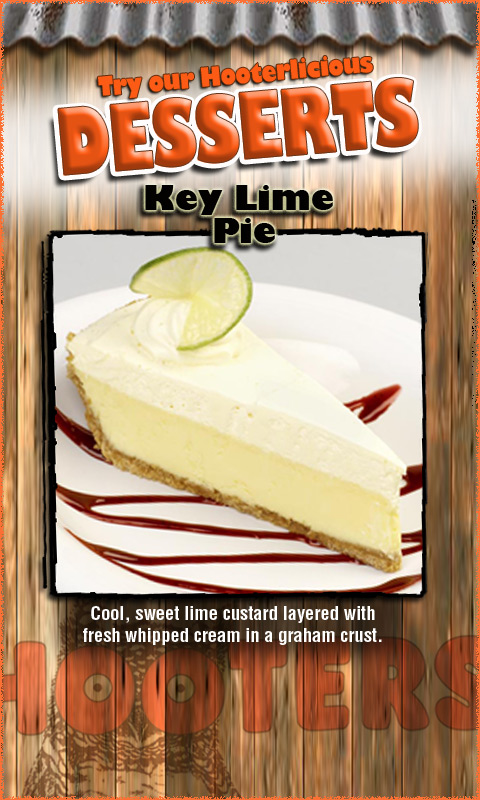 Try our Hooterlicious
DESSERTS
Key Lime
Pie
Cool, sweet lime custard layered with
fresh whipped cream in a graham crust.
HOOTERS